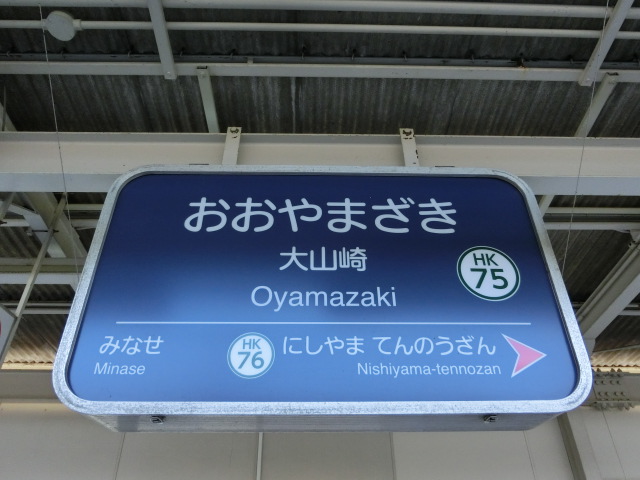 おおやまざき
大山崎
Oyamazaki
HK
75
みなせ
Minase
HK
76
にしやま てんのうざん
Nishiyama-tennozan